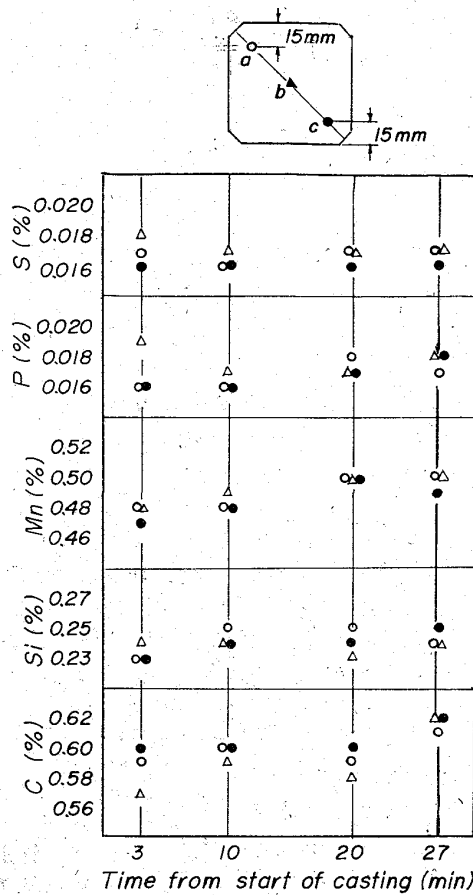 15mm
a
b
c
15mm
S (%)
0.020
0.018
0.016
P (%)
0.020
0.018
0.016
Mn (%)
0.52
0.50
0.48
0.46
Si (%)
0.27
0.25
0.23
C (%)
0.62
0.60
0.58
0.56
3 10 20 27
Time from start of casting (min)